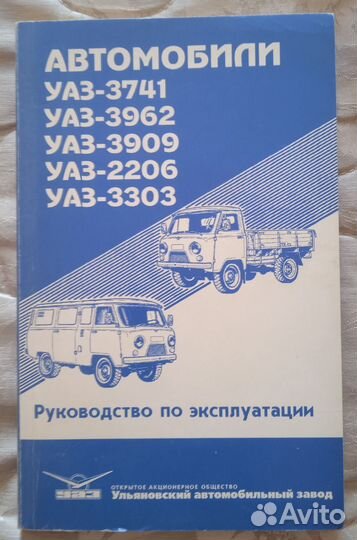 АВТОМОБИЛИ
УАЗ-3741
УАЗ-3962
УАЗ-3909
УАЗ-2206
УАЗ-3303
Руководство по эксплуатации
УАЗ
ОТКРЫТОЕ АКЦИОНЕРНОЕ ОБЩЕСТВО
Ульяновский автомобильный завод
Avito